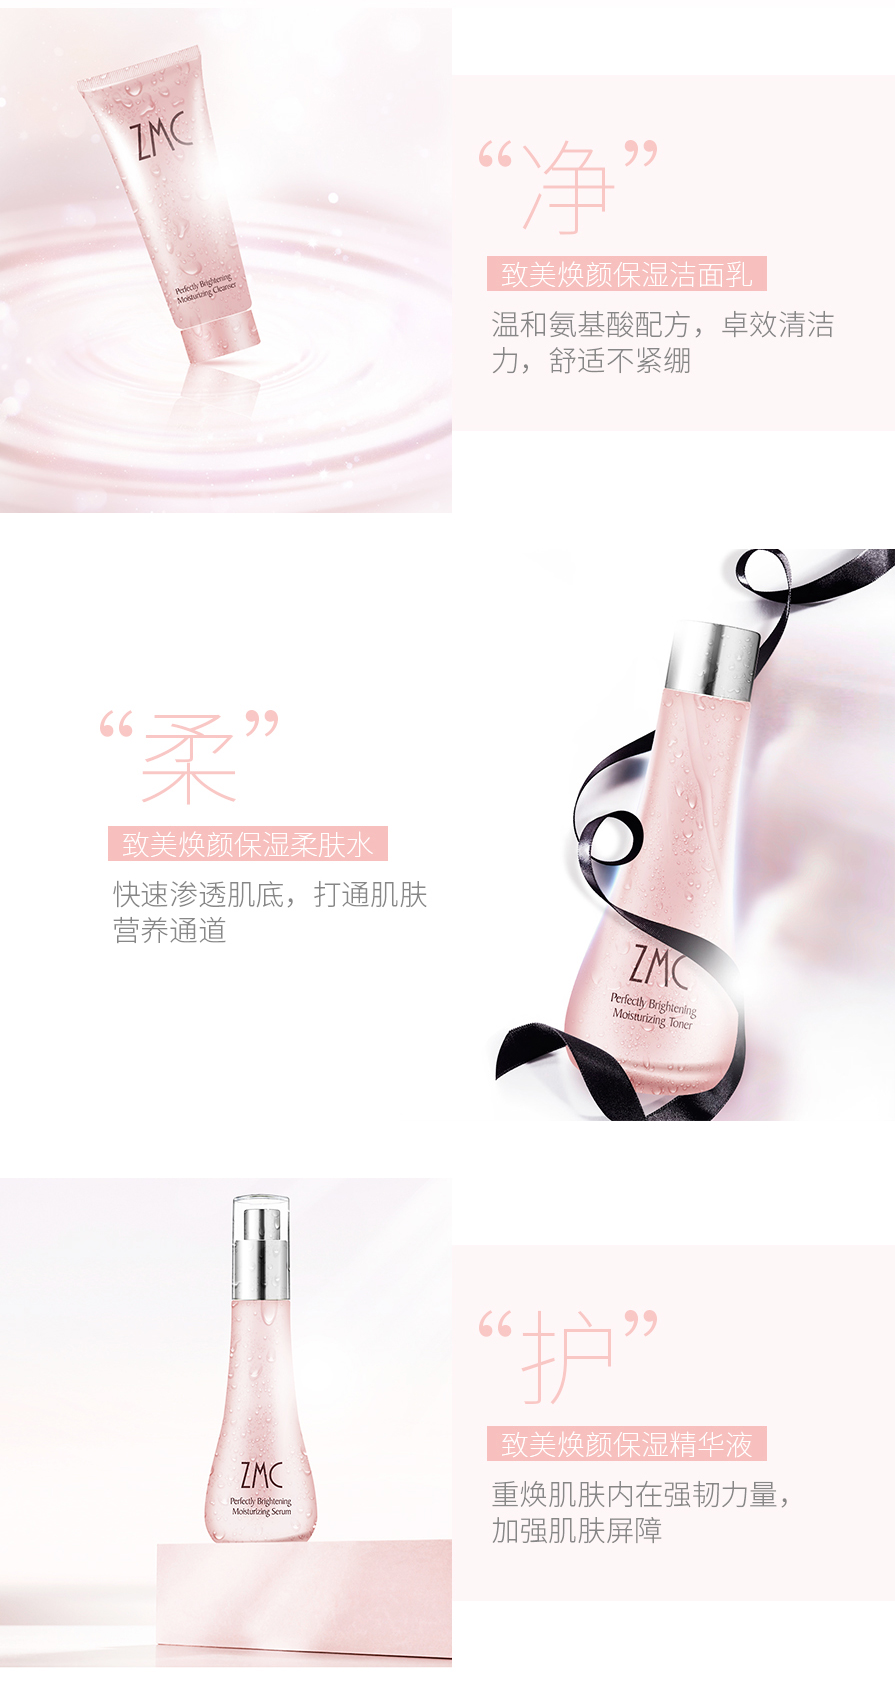 ZMC
Perfectly Brightening
Moisturizing Cleanser
“净”
致美焕颜保湿洁面乳
温和氨基酸配方，卓效清洁
力，舒适不紧绷
“柔”
致美焕颜保湿柔肤水
快速渗透肌底，打通肌肤
营养通道
ZMC
Perfectly Brightening
Moisturizing Toner
ZMC
Perfectly Brightening
Moisturizing Serum
“护”
致美焕颜保湿精华液
重焕肌肤内在强韧力量，
加强肌肤屏障